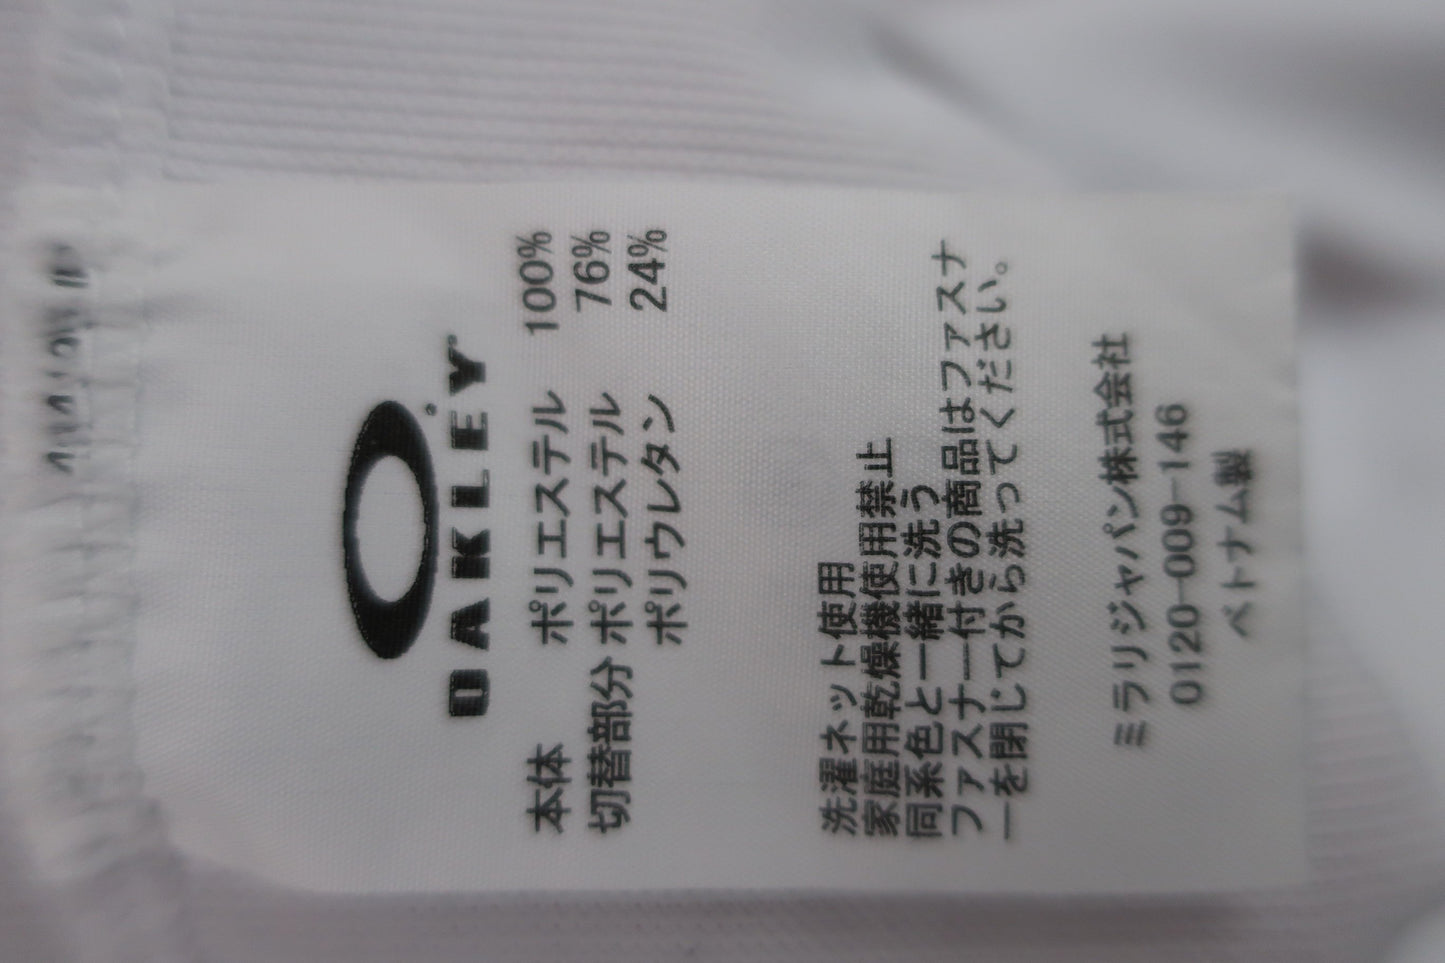 OAKLEY
本体 ポリエステル 100%
切替部分 ポリエステル 76%
ポリウレタン 24%
洗濯ネット使用
家庭用乾燥機使用禁止
同系色と一緒に洗う
ファスナー付きの商品はファスナ
ーを閉じてから洗ってください。
ミラリジャパン株式会社
0120-009-146
ベトナム製